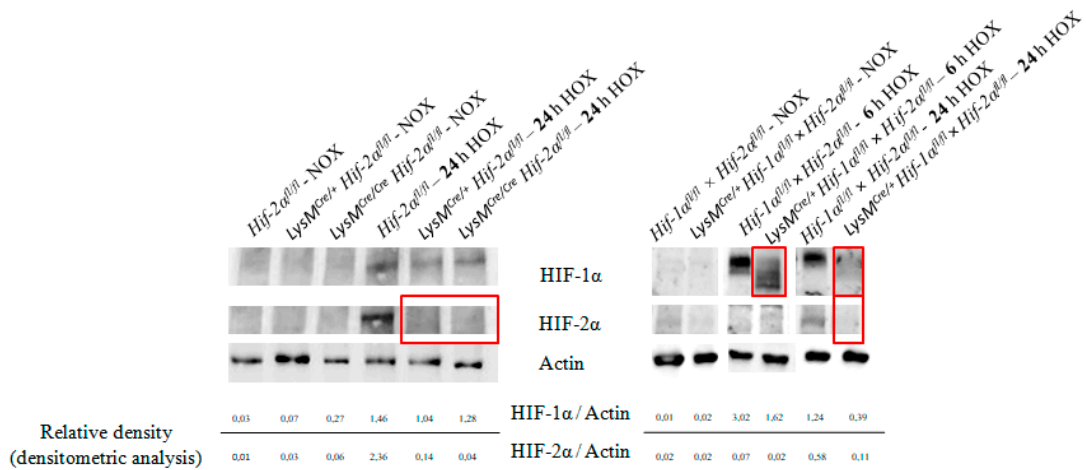 Hif-2α^fl/fl - NOX
LysM^Cre/+ Hif-2α^fl/fl - NOX
LysM^Cre/Cre Hif-2α^fl/fl - NOX
Hif-2α^fl/fl – 24 h HOX
LysM^Cre/+ Hif-2α^fl/fl – 24 h HOX
LysM^Cre/Cre Hif-2α^fl/fl – 24 h HOX
Hif-1α^fl/fl × Hif-2α^fl/fl - NOX
LysM^Cre/+ Hif-1α^fl/fl × Hif-2α^fl/fl - NOX
Hif-1α^fl/fl × Hif-2α^fl/fl - 6 h HOX
LysM^Cre/+ Hif-1α^fl/fl × Hif-2α^fl/fl – 6 h HOX
Hif-1α^fl/fl × Hif-2α^fl/fl - 24 h HOX
LysM^Cre/+ Hif-1α^fl/fl × Hif-2α^fl/fl – 24 h HOX
HIF-1α
HIF-2α
Actin
0,03 0,07 0,27 1,46 1,04 1,28 HIF-1α / Actin 0,01 0,02 3,02 1,62 1,24 0,39
Relative density
(densitometric analysis)
0,01 0,03 0,06 2,36 0,14 0,04 HIF-2α / Actin 0,02 0,02 0,07 0,02 0,58 0,11